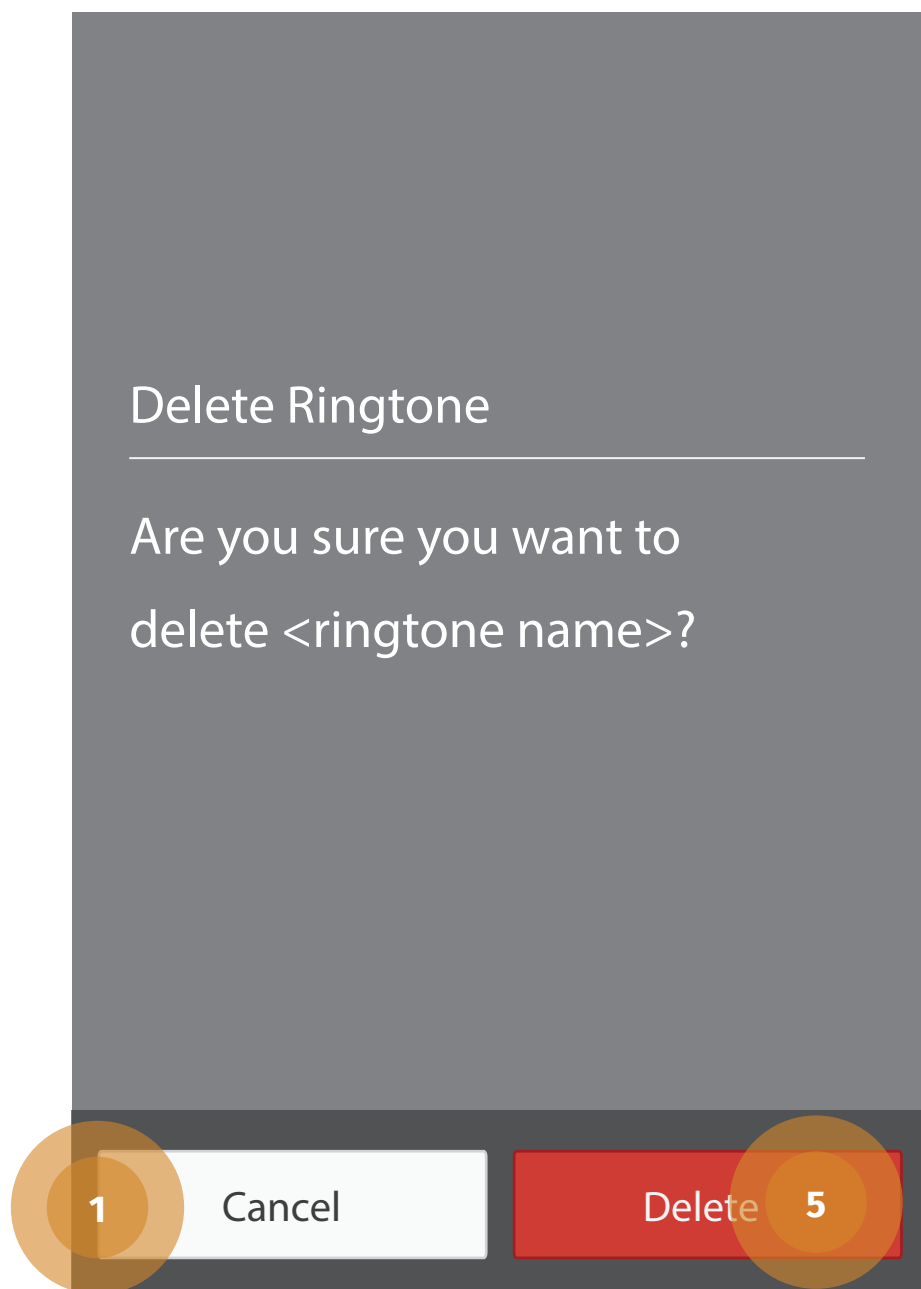 Delete Ringtone
Are you sure you want to
delete <ringtone name>?
1
Cancel
Delete
5